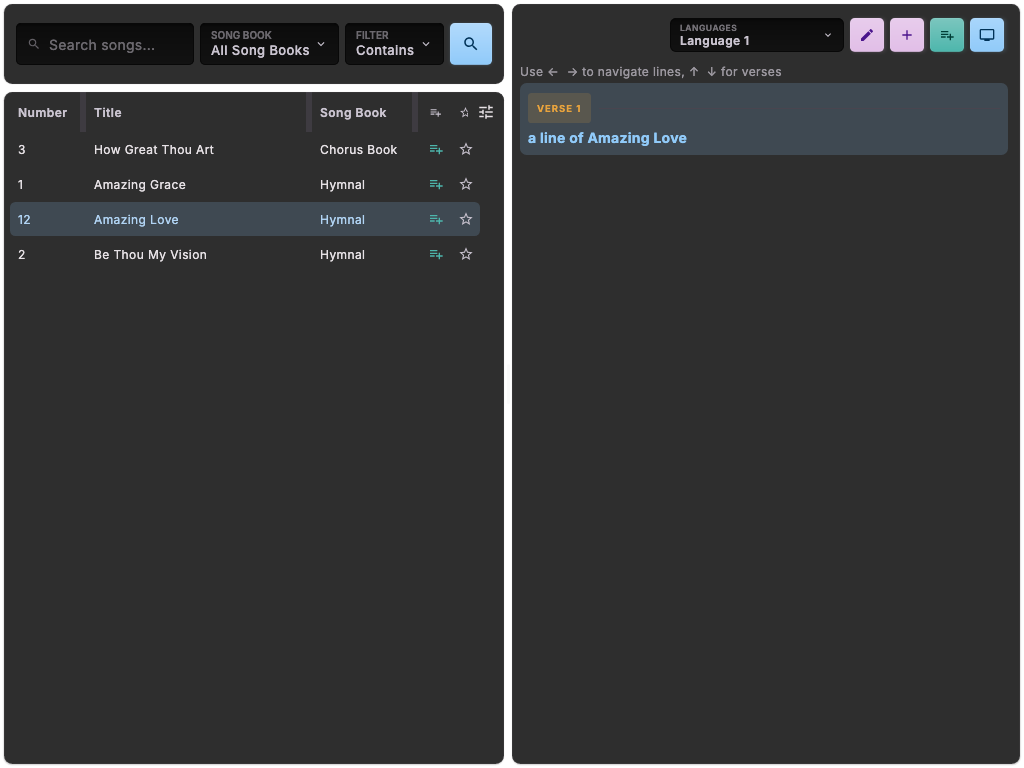 Search songs...
SONG BOOK
All Song Books
FILTER
Contains
Number Title Song Book
3 How Great Thou Art Chorus Book
1 Amazing Grace Hymnal
12 Amazing Love Hymnal
2 Be Thou My Vision Hymnal
LANGUAGES
Language 1
Use ← → to navigate lines, ↑ ↓ for verses
VERSE 1
a line of Amazing Love